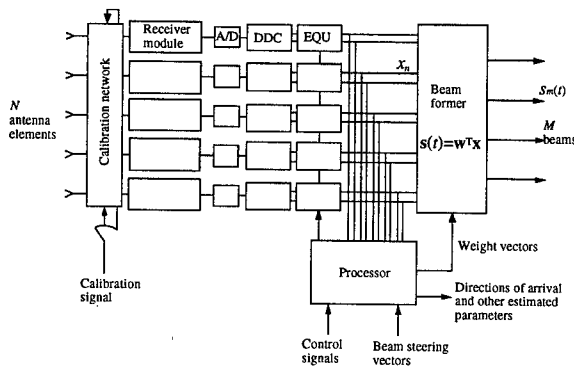 Receiver
module
A/D
DDC
EQU
N
antenna
elements
Calibration network
Xn
Beam
former
S(t)=WTX
Sm(t)
M
beams
Weight vectors
Processor
Directions of arrival
and other estimated
parameters
Calibration
signal
Control
signals
Beam steering
vectors